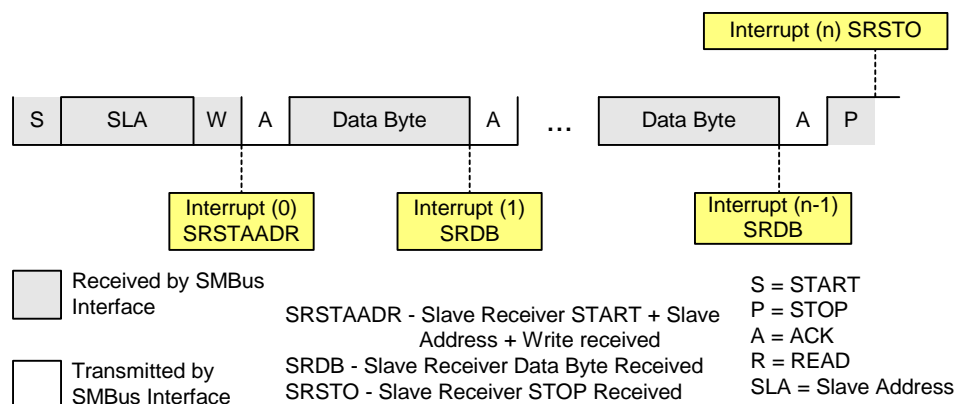 Interrupt (n) SRSTO
S SLA W A Data Byte A ... Data Byte A P
Interrupt (0)
SRSTAADR
Interrupt (1)
SRDB
Interrupt (n-1)
SRDB
Received by SMBus
Interface
Transmitted by
SMBus Interface
SRSTAADR - Slave Receiver START + Slave
Address + Write received
SRDB - Slave Receiver Data Byte Received
SRSTO - Slave Receiver STOP Received
S = START
P = STOP
A = ACK
R = READ
SLA = Slave Address